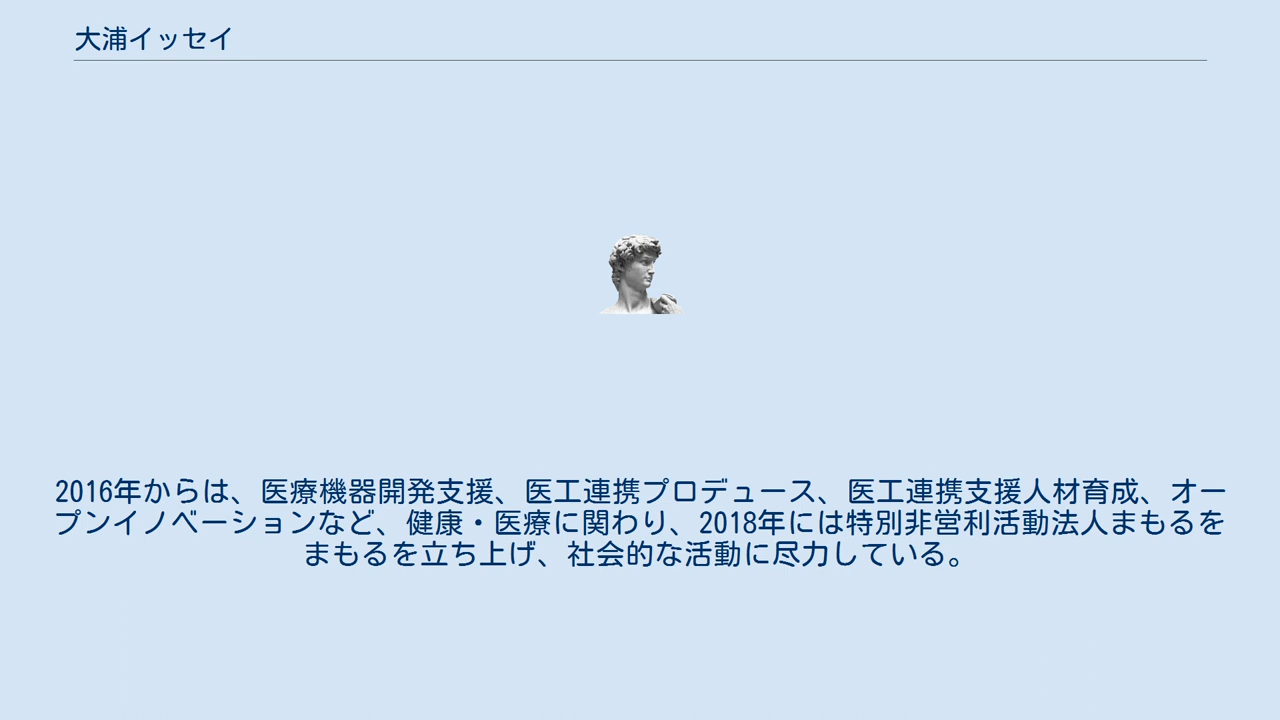 大浦イッセイ
2016年からは、医療機器開発支援、医工連携プロデュース、医工連携支援人材育成、オー
プンイノベーションなど、健康・医療に関わり、2018年には特別非営利活動法人まもるを
まもるを立ち上げ、社会的な活動に尽力している。